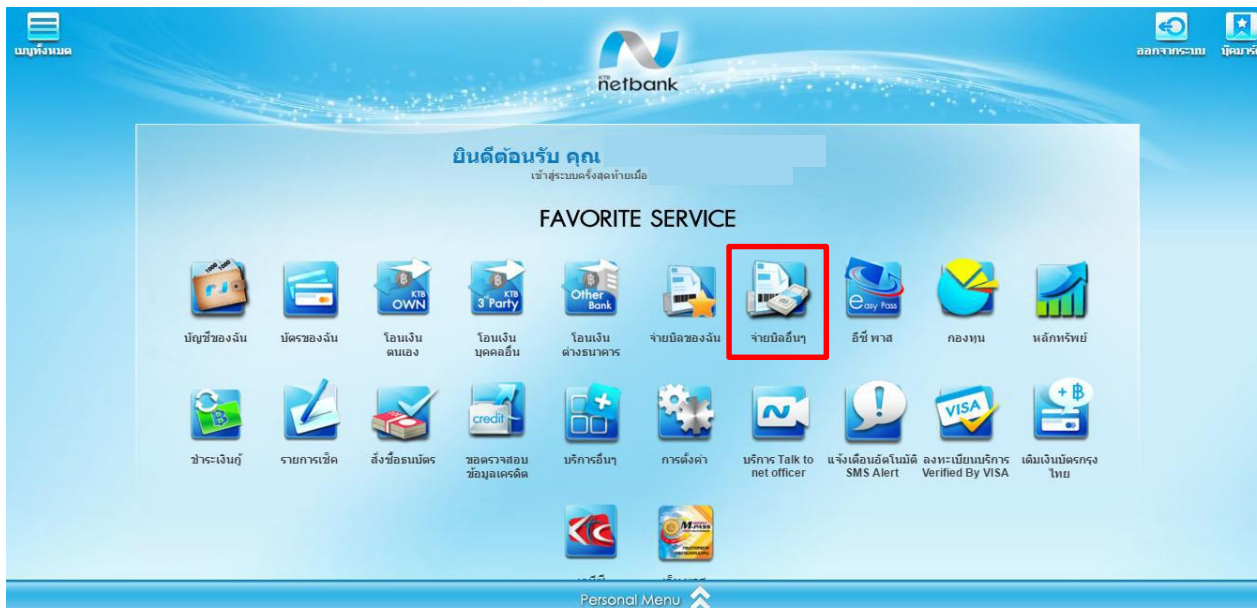 เมนูทั้งหมด
ออกจากระบบ
KTB
netbank
ยินดีต้อนรับ คุณ
เข้าสู่ระบบครั้งสุดท้ายเมื่อ
FAVORITE SERVICE
KTB
OWN
KTB
3rd Party
Other
Bank
easy Pass
บัญชีของฉัน
บัตรของฉัน
โอนเงิน
ตนเอง
โอนเงิน
บุคคลอื่น
โอนเงิน
ต่างธนาคาร
จ่ายบิลของฉัน
จ่ายบิลอื่นๆ
อีซี่ พาส
กองทุน
หลักทรัพย์
credit
VISA
+ ฿
ชำระเงินกู้
รายการเช็ค
สั่งซื้อธนบัตร
ขอตรวจสอบ
ข้อมูลเครดิต
บริการอื่นๆ
การตั้งค่า
บริการ Talk to
net officer
แจ้งเตือนอัตโนมัติ
SMS Alert
ลงทะเบียนบริการ
Verified By VISA
เติมเงินบัตรกรุง
ไทย
M-PASS
Personal Menu